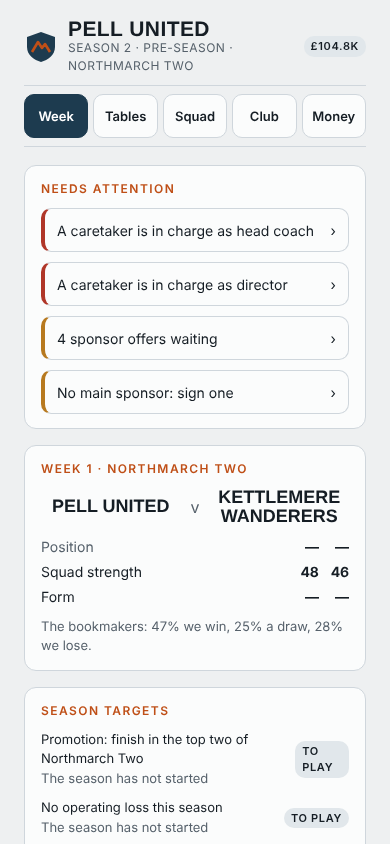 PELL UNITED
SEASON 2 · PRE-SEASON ·
NORTHMARCH TWO
£104.8K
Week
Tables
Squad
Club
Money
NEEDS ATTENTION
A caretaker is in charge as head coach ›
A caretaker is in charge as director ›
4 sponsor offers waiting ›
No main sponsor: sign one ›
WEEK 1 · NORTHMARCH TWO
PELL UNITED v KETTLEMERE
WANDERERS
Position — —
Squad strength 48 46
Form — —
The bookmakers: 47% we win, 25% a draw, 28%
we lose.
SEASON TARGETS
Promotion: finish in the top two of
Northmarch Two
The season has not started
TO
PLAY
No operating loss this season
The season has not started
TO PLAY